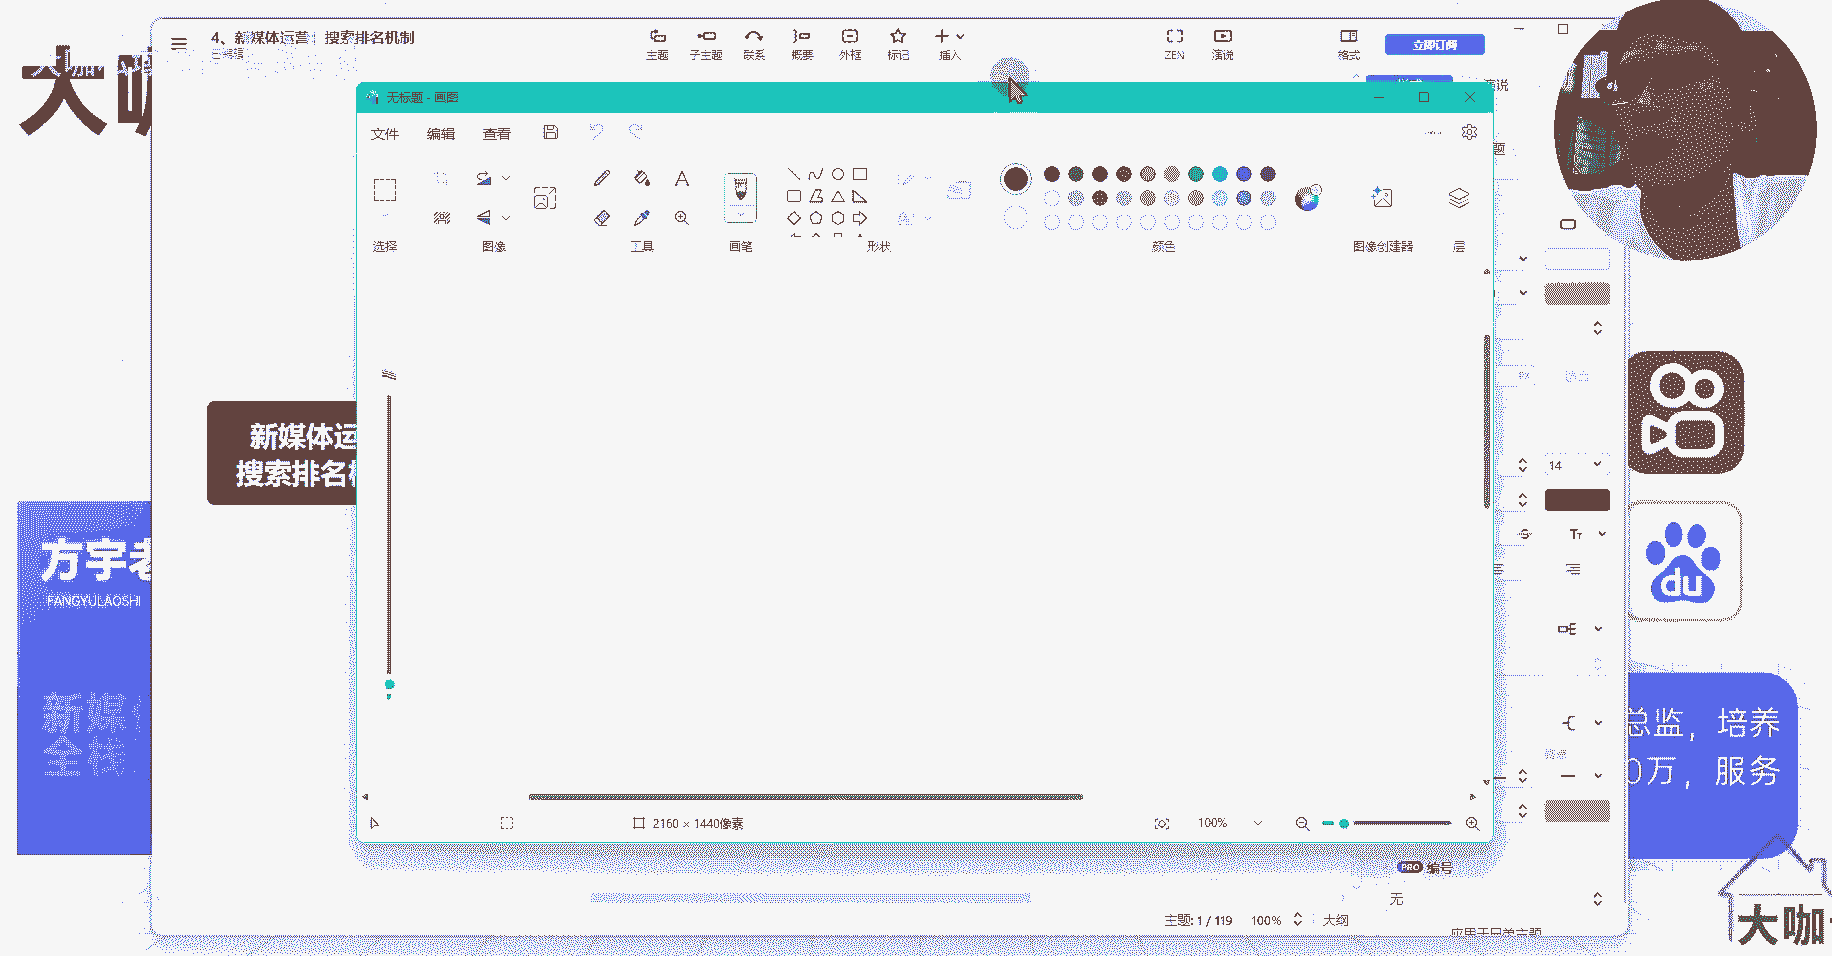 4、新媒体运营 搜索排名机制
已编辑
主题 子主题 联系 概要 外框 标记 插入 ZEN 演说 格式 立即订阅
大咖
无标题 - 画图
文件 编辑 查看
选择 图像 工具 画笔 形状 颜色 图像创建器 层
新媒体运
搜索排名
14
方宇老
FANGYULAOSHI
du
新媒
全栈
总监，培养
0万，服务
2160 × 1440像素 100%
PRO 编号
无
主题: 1 / 119 100% 大纲
应用于兄弟主题
大咖